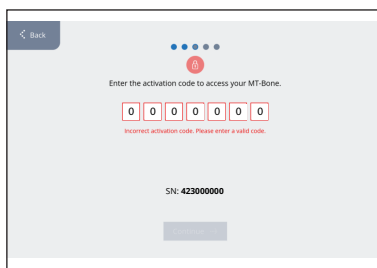 Back
Enter the activation code to access your MT-Bone.
0 0 0 0 0 0 0
Incorrect activation code. Please enter a valid code.
SN: 423000000
Continue